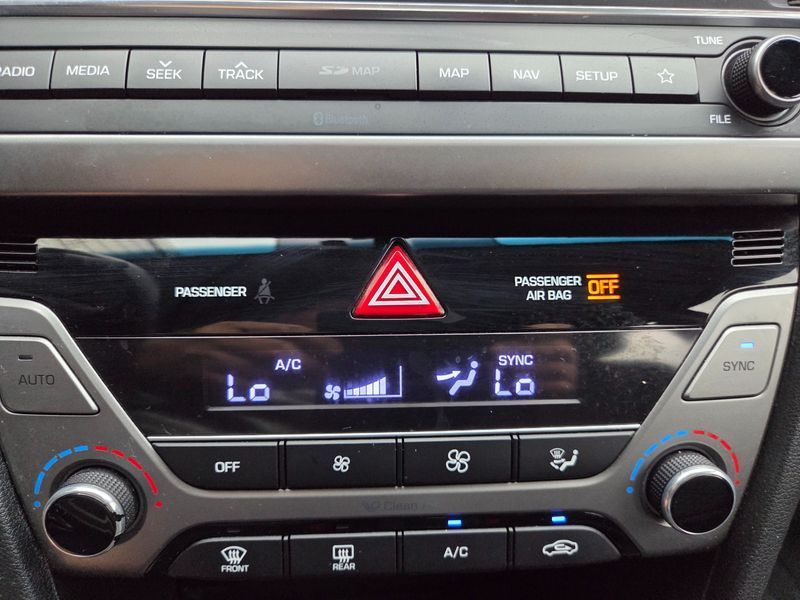 RADIO
MEDIA
SEEK
TRACK
SD MAP
MAP
NAV
SETUP
TUNE
FILE
Bluetooth
PASSENGER
PASSENGER
AIR BAG
OFF
A/C
Lo
SYNC
Lo
AUTO
SYNC
OFF
Clean
FRONT
REAR
A/C